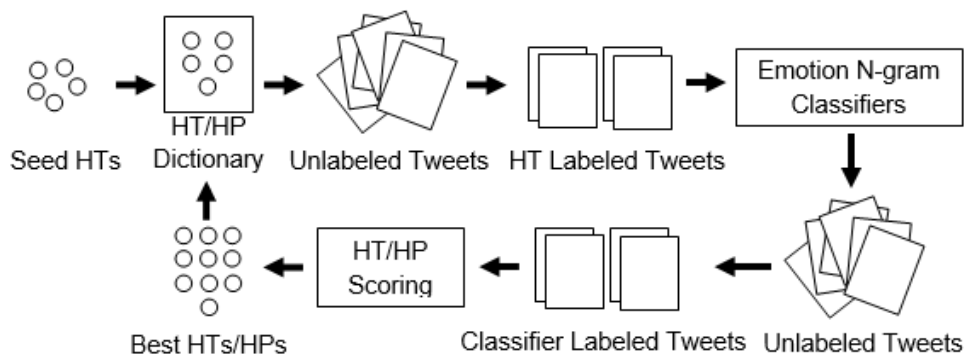 Seed HTs
HT/HP
Dictionary
Unlabeled Tweets
HT Labeled Tweets
Emotion N-gram
Classifiers
Best HTs/HPs
HT/HP
Scoring
Classifier Labeled Tweets
Unlabeled Tweets